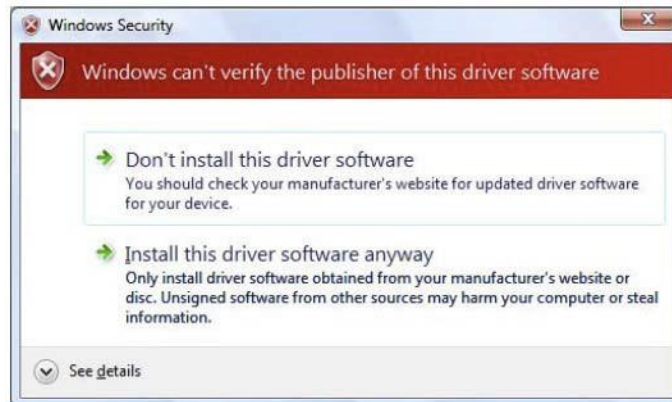 Windows Security
Windows can't verify the publisher of this driver software
Don't install this driver software
You should check your manufacturer's website for updated driver software
for your device.
Install this driver software anyway
Only install driver software obtained from your manufacturer's website or
disc. Unsigned software from other sources may harm your computer or steal
information.
See details